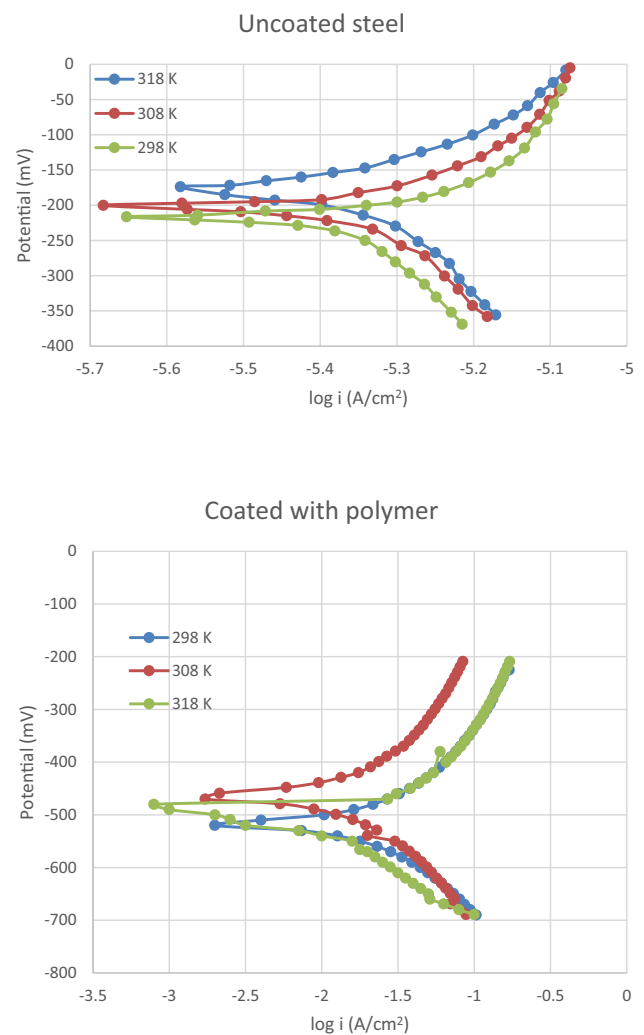 Uncoated steel
0
-50
-100
-150
-200
-250
-300
-350
-400
Potential (mV)
318 K
308 K
298 K
-5.7 -5.6 -5.5 -5.4 -5.3 -5.2 -5.1 -5
log i (A/cm²)
Coated with polymer
0
-100
-200
-300
-400
-500
-600
-700
-800
Potential (mV)
298 K
308 K
318 K
-3.5 -3 -2.5 -2 -1.5 -1 -0.5 0
log i (A/cm²)